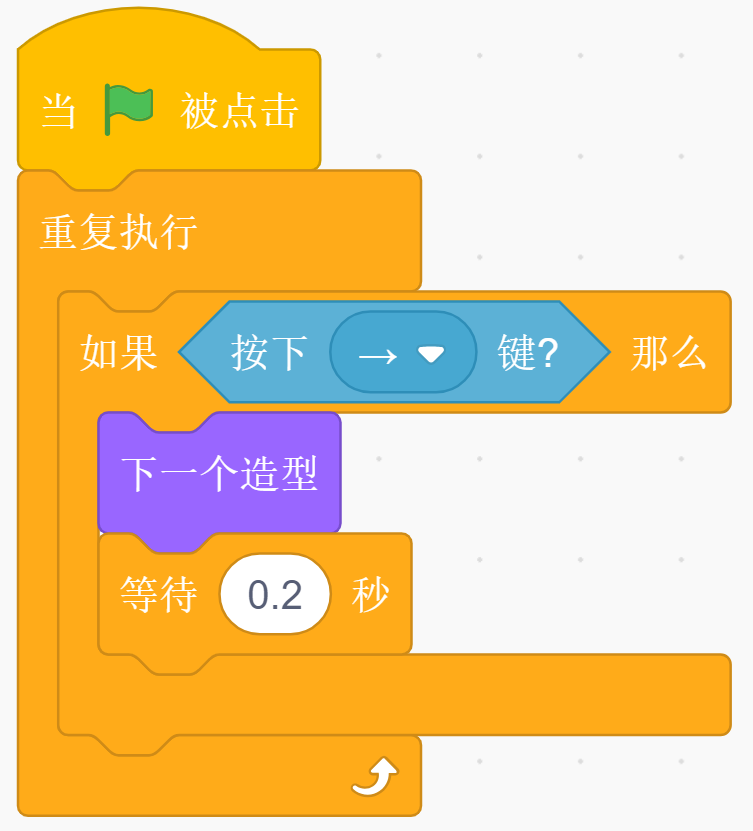 当 被点击
重复执行
如果 按下 → 键? 那么
下一个造型
等待 0.2 秒